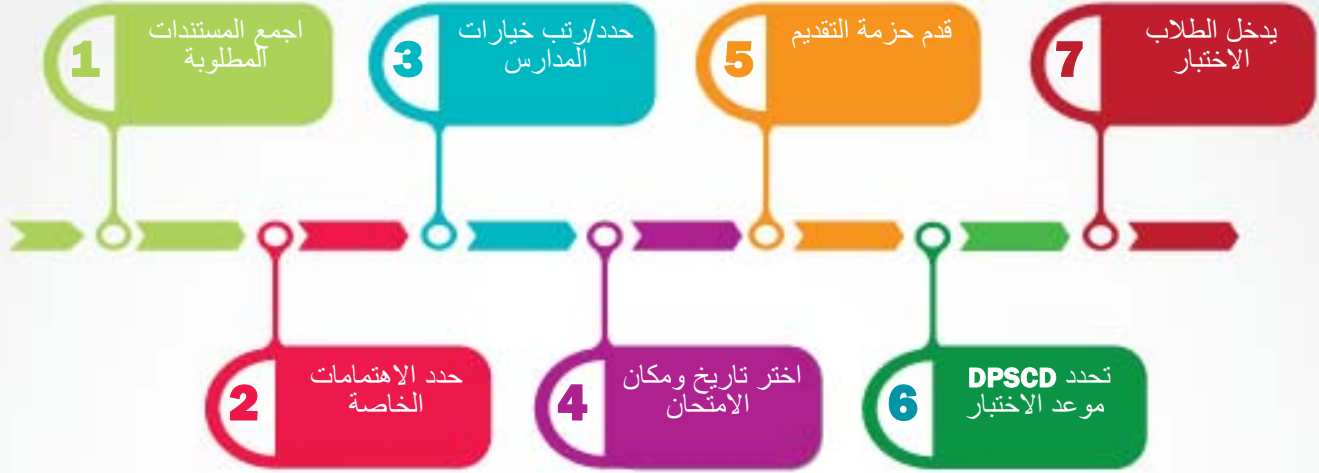 1
اجمع المستندات
المطلوبة
2
حدد الاهتمامات
الخاصة
3
حدد/رتب خيارات
المدارس
4
اختر تاريخ ومكان
الامتحان
5
قدم حزمة التقديم
6
تحدد DPSCD
موعد الاختبار
7
يدخل الطلاب
الاختبار